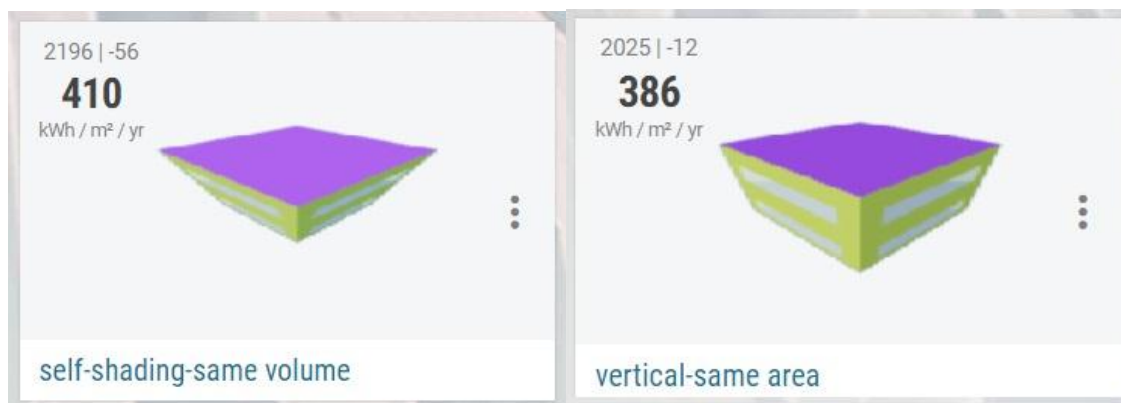 2196 | -56
410
kWh / m² / yr
self-shading-same volume
2025 | -12
386
kWh / m² / yr
vertical-same area